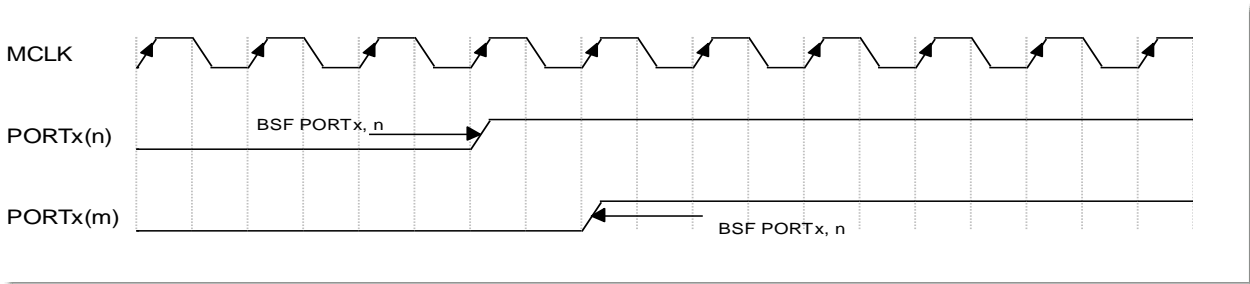 MCLK
BSF PORTx, n
PORTx(n)
PORTx(m)
BSF PORTx, n